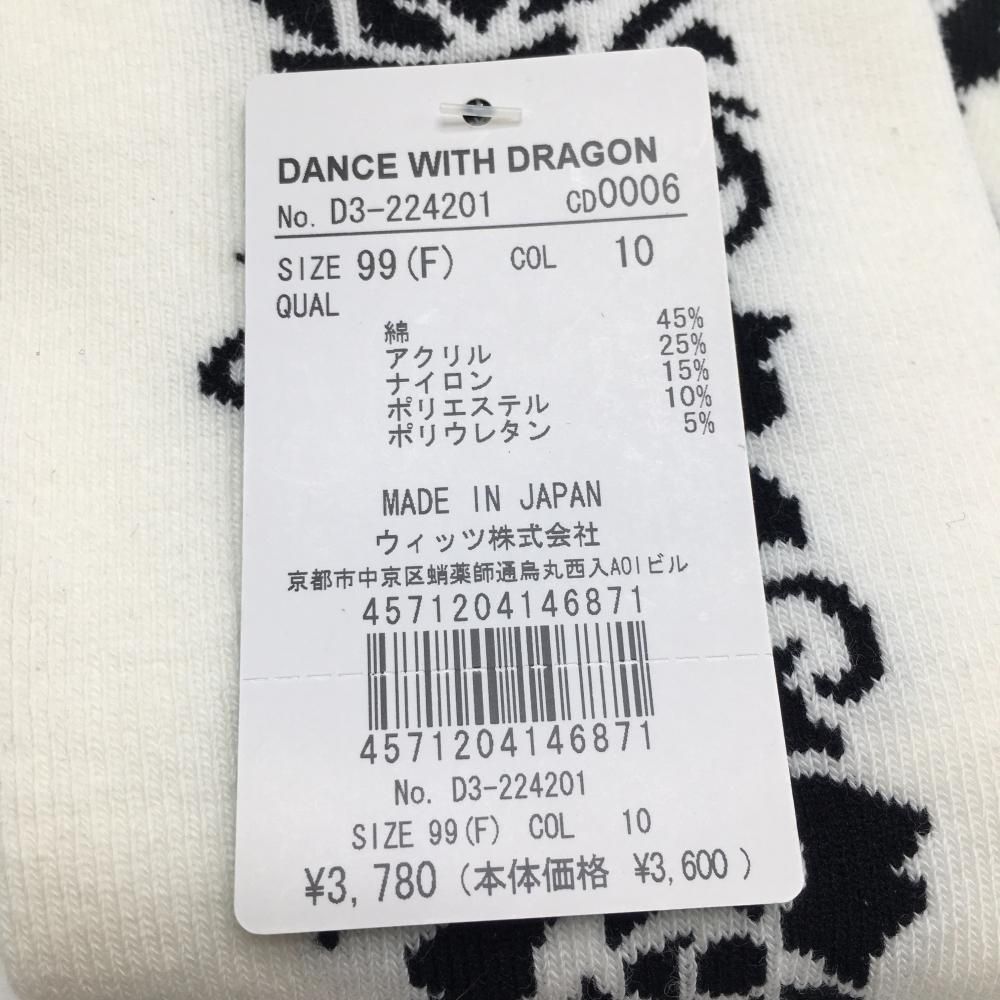 DANCE WITH DRAGON
No. D3-224201 CD0006
SIZE 99(F) COL 10
QUAL
綿 45%
アクリル 25%
ナイロン 15%
ポリエステル 10%
ポリウレタン 5%
MADE IN JAPAN
ウィッツ株式会社
京都市中京区蛸薬師通烏丸西入AOIビル
4571204146871
4571204146871
No. D3-224201
SIZE 99(F) COL 10
¥3,780 (本体価格 ¥3,600 )